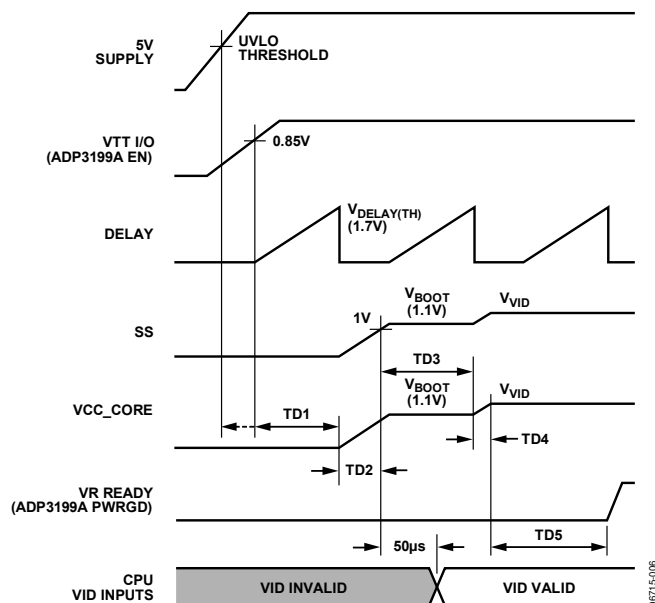 5V
SUPPLY
UVLO
THRESHOLD
VTT I/O
(ADP3199A EN)
0.85V
DELAY
VDELAY(TH)
(1.7V)
SS
1V
VBOOT
(1.1V)
VVID
TD3
VCC_CORE
VBOOT
(1.1V)
VVID
TD1
TD4
TD2
VR READY
(ADP3199A PWRGD)
50µs
TD5
CPU
VID INPUTS
VID INVALID
VID VALID
06715-006